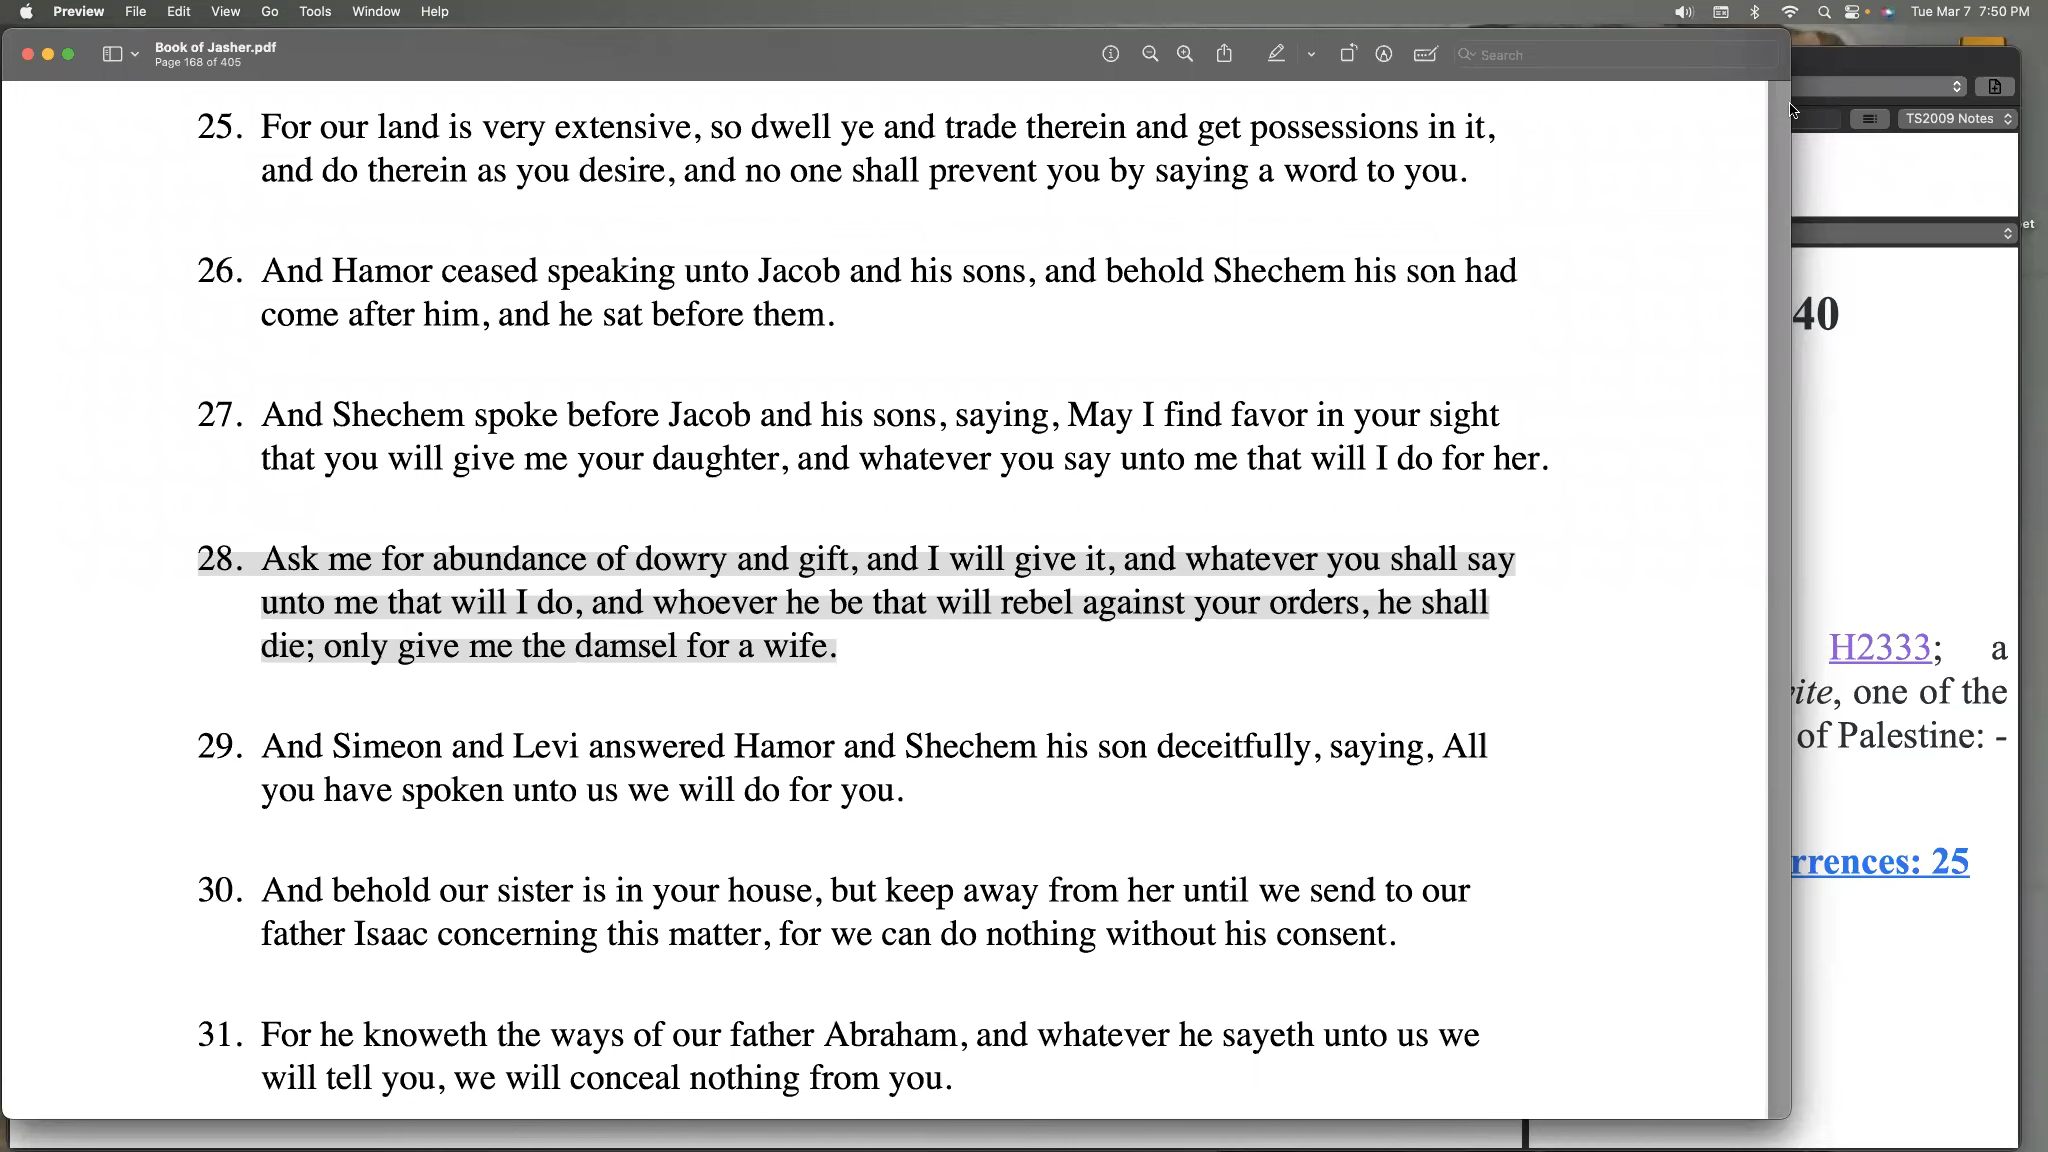 Preview File Edit View Go Tools Window Help
Tue Mar 7 7:50 PM
Book of Jasher.pdf
Page 168 of 405
Search
TS2009 Notes
25. For our land is very extensive, so dwell ye and trade therein and get possessions in it,
and do therein as you desire, and no one shall prevent you by saying a word to you.
26. And Hamor ceased speaking unto Jacob and his sons, and behold Shechem his son had
come after him, and he sat before them.
27. And Shechem spoke before Jacob and his sons, saying, May I find favor in your sight
that you will give me your daughter, and whatever you say unto me that will I do for her.
28. Ask me for abundance of dowry and gift, and I will give it, and whatever you shall say
unto me that will I do, and whoever he be that will rebel against your orders, he shall
die; only give me the damsel for a wife.
29. And Simeon and Levi answered Hamor and Shechem his son deceitfully, saying, All
you have spoken unto us we will do for you.
30. And behold our sister is in your house, but keep away from her until we send to our
father Isaac concerning this matter, for we can do nothing without his consent.
31. For he knoweth the ways of our father Abraham, and whatever he sayeth unto us we
will tell you, we will conceal nothing from you.
et
40
H2333; a
ite, one of the
of Palestine: -
rrences: 25